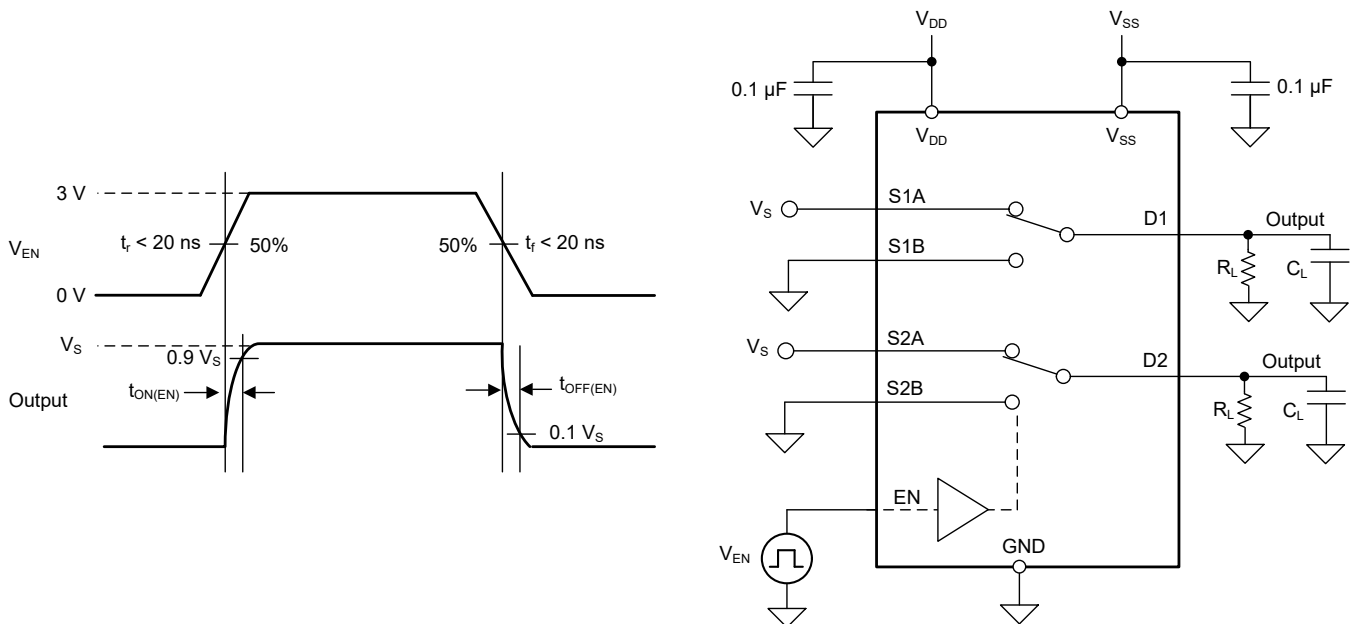 3 V
V_EN
t_r < 20 ns
50%
50%
t_f < 20 ns
0 V
V_S
0.9 V_S
t_ON(EN)
t_OFF(EN)
Output
0.1 V_S
V_DD
V_SS
0.1 µF
0.1 µF
V_DD
V_SS
V_S
S1A
D1
Output
S1B
R_L
C_L
V_S
S2A
D2
Output
S2B
R_L
C_L
EN
V_EN
GND